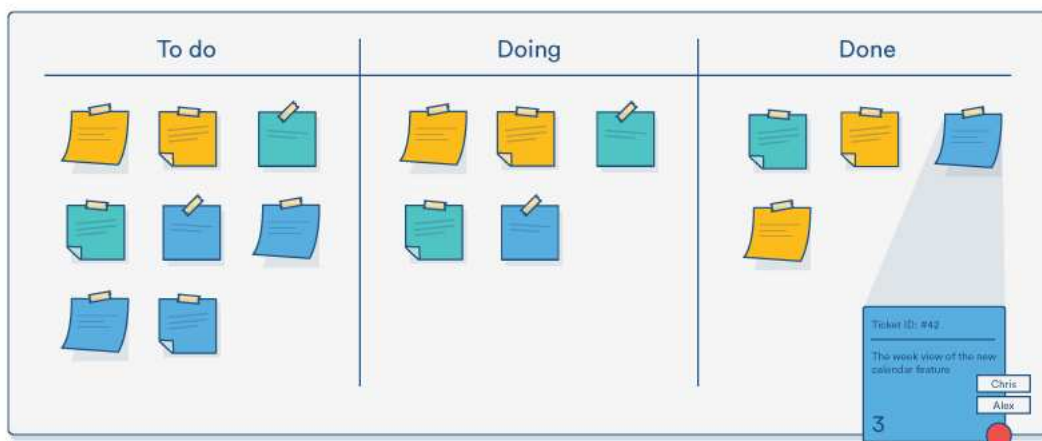 To do
Doing
Done
Ticket ID: #42
The week view of the new
calendar feature
Chris
Alex
3